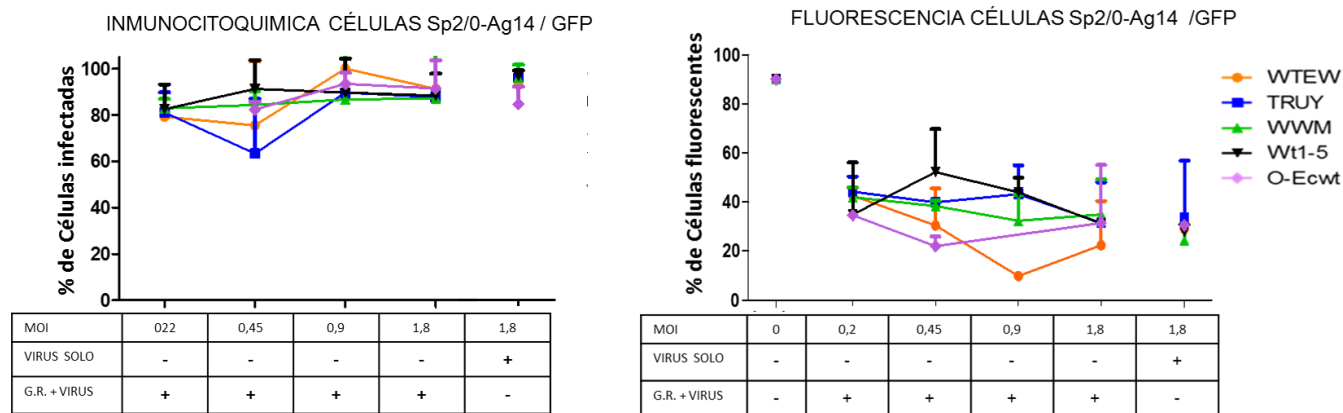 INMUNOCITOQUIMICA CÉLULAS Sp2/0-Ag14 / GFP
% de Células infectadas
100
80
60
40
20
0
MOI 022 0,45 0,9 1,8 1,8
VIRUS SOLO - - - - +
G.R. + VIRUS + + + + -
FLUORESCENCIA CÉLULAS Sp2/0-Ag14 /GFP
% de Células fluorescentes
100
80
60
40
20
0
WTEW
TRUY
WWM
Wt1-5
O-Ecwt
MOI 0 0,2 0,45 0,9 1,8 1,8
VIRUS SOLO - - - - - +
G.R. + VIRUS - + + + + -